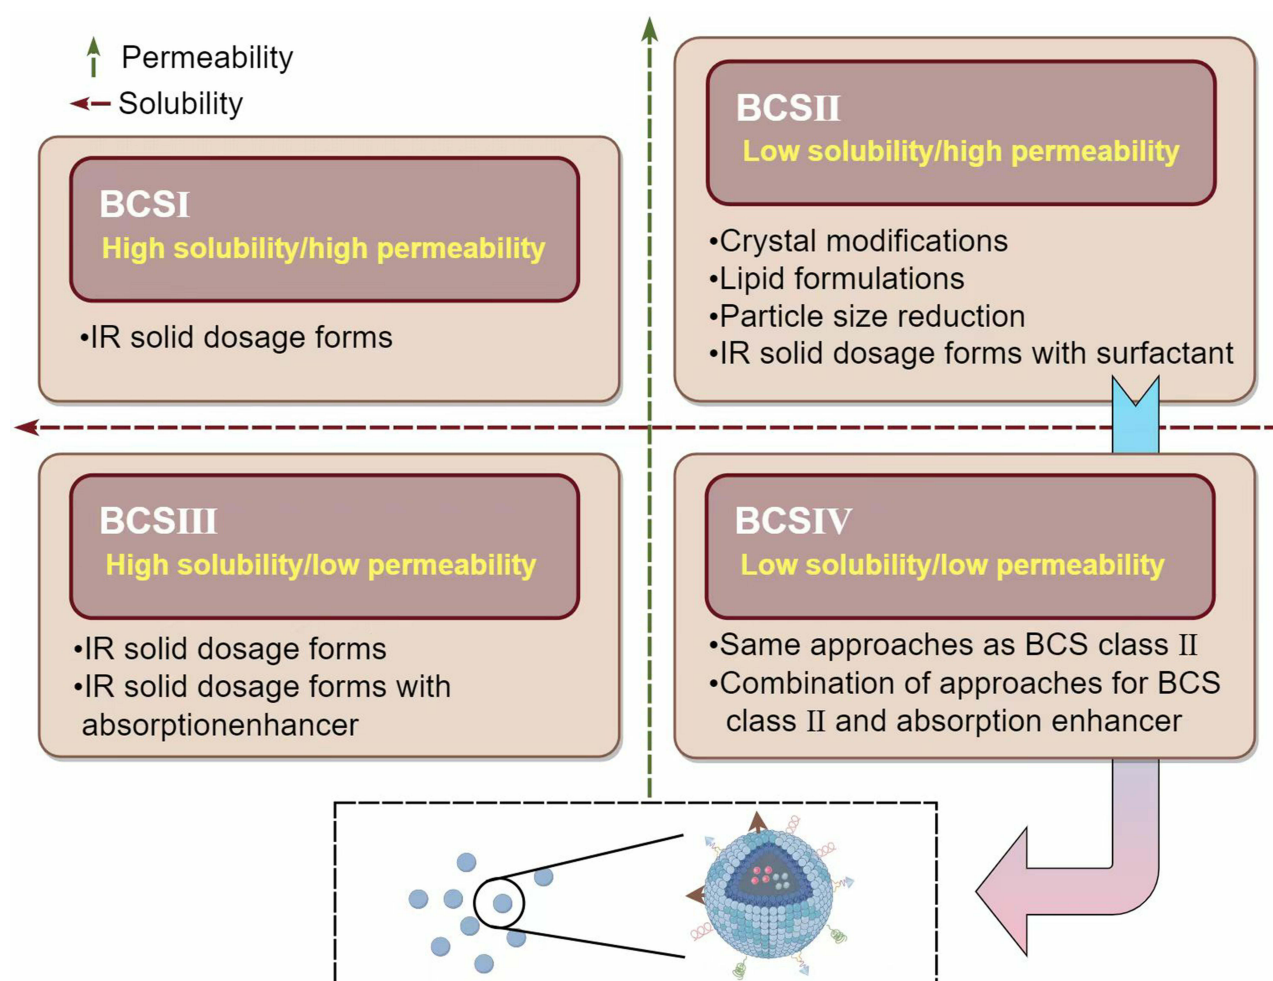 Permeability
Solubility
BCSI
High solubility/high permeability
•IR solid dosage forms
BCSII
Low solubility/high permeability
•Crystal modifications
•Lipid formulations
•Particle size reduction
•IR solid dosage forms with surfactant
BCSIII
High solubility/low permeability
•IR solid dosage forms
•IR solid dosage forms with
absorptionenhancer
BCSIV
Low solubility/low permeability
•Same approaches as BCS class II
•Combination of approaches for BCS
class II and absorption enhancer